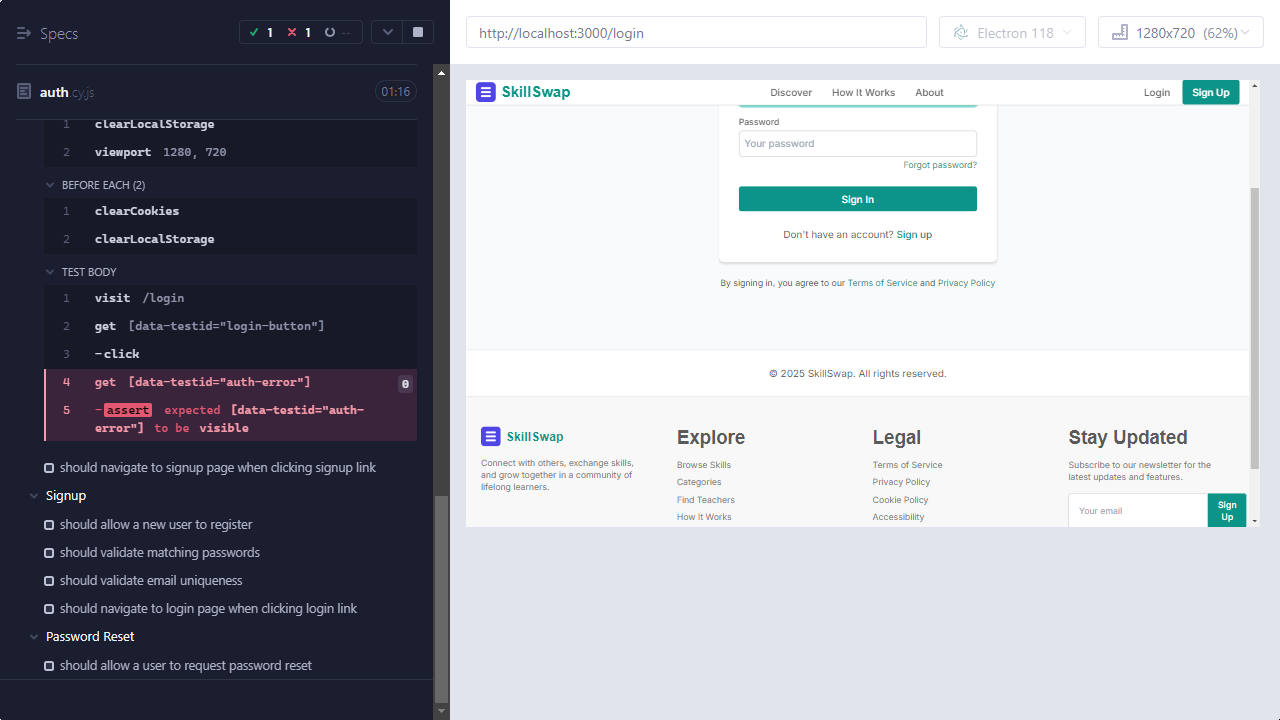 Specs
1
1
--
auth.cy.js
01:16
1 clearLocalStorage
2 viewport 1280, 720
BEFORE EACH (2)
1 clearCookies
2 clearLocalStorage
TEST BODY
1 visit /login
2 get [data-testid="login-button"]
3 -click
4 get [data-testid="auth-error"] 0
5 -assert expected [data-testid="auth-
error"] to be visible
should navigate to signup page when clicking signup link
Signup
should allow a new user to register
should validate matching passwords
should validate email uniqueness
should navigate to login page when clicking login link
Password Reset
should allow a user to request password reset
http://localhost:3000/login
Electron 118
1280x720 (62%)
SkillSwap
Discover
How It Works
About
Login
Sign Up
Password
Your password
Forgot password?
Sign In
Don't have an account? Sign up
By signing in, you agree to our Terms of Service and Privacy Policy
© 2025 SkillSwap. All rights reserved.
SkillSwap
Connect with others, exchange skills,
and grow together in a community of
lifelong learners.
Explore
Browse Skills
Categories
Find Teachers
How It Works
Legal
Terms of Service
Privacy Policy
Cookie Policy
Accessibility
Stay Updated
Subscribe to our newsletter for the
latest updates and features.
Your email
Sign
Up